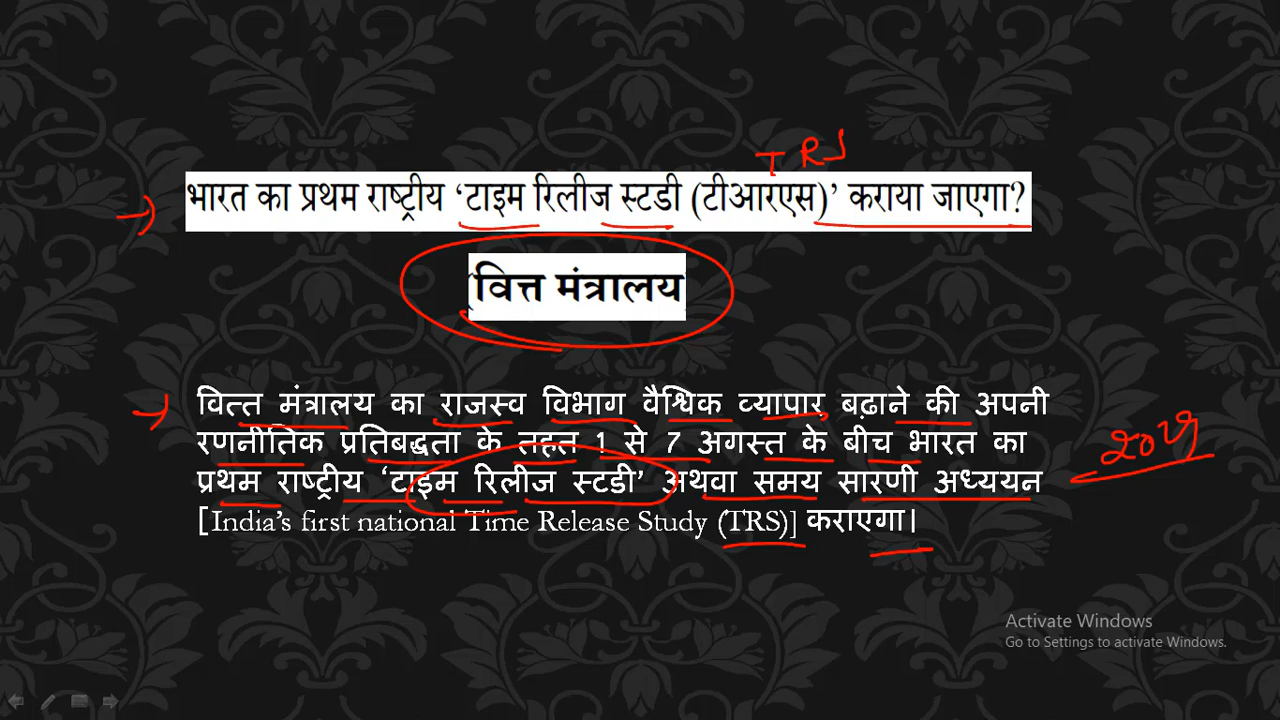 TRS
भारत का प्रथम राष्ट्रीय ‘टाइम रिलीज स्टडी (टीआरएस)’ कराया जाएगा?
वित्त मंत्रालय
वित्त मंत्रालय का राजस्व विभाग वैश्विक व्यापार बढ़ाने की अपनी
रणनीतिक प्रतिबद्धता के तहत 1 से 7 अगस्त के बीच भारत का
प्रथम राष्ट्रीय ‘टाइम रिलीज स्टडी’ अथवा समय सारणी अध्ययन
[India’s first national Time Release Study (TRS)] कराएगा।
Activate Windows
Go to Settings to activate Windows.